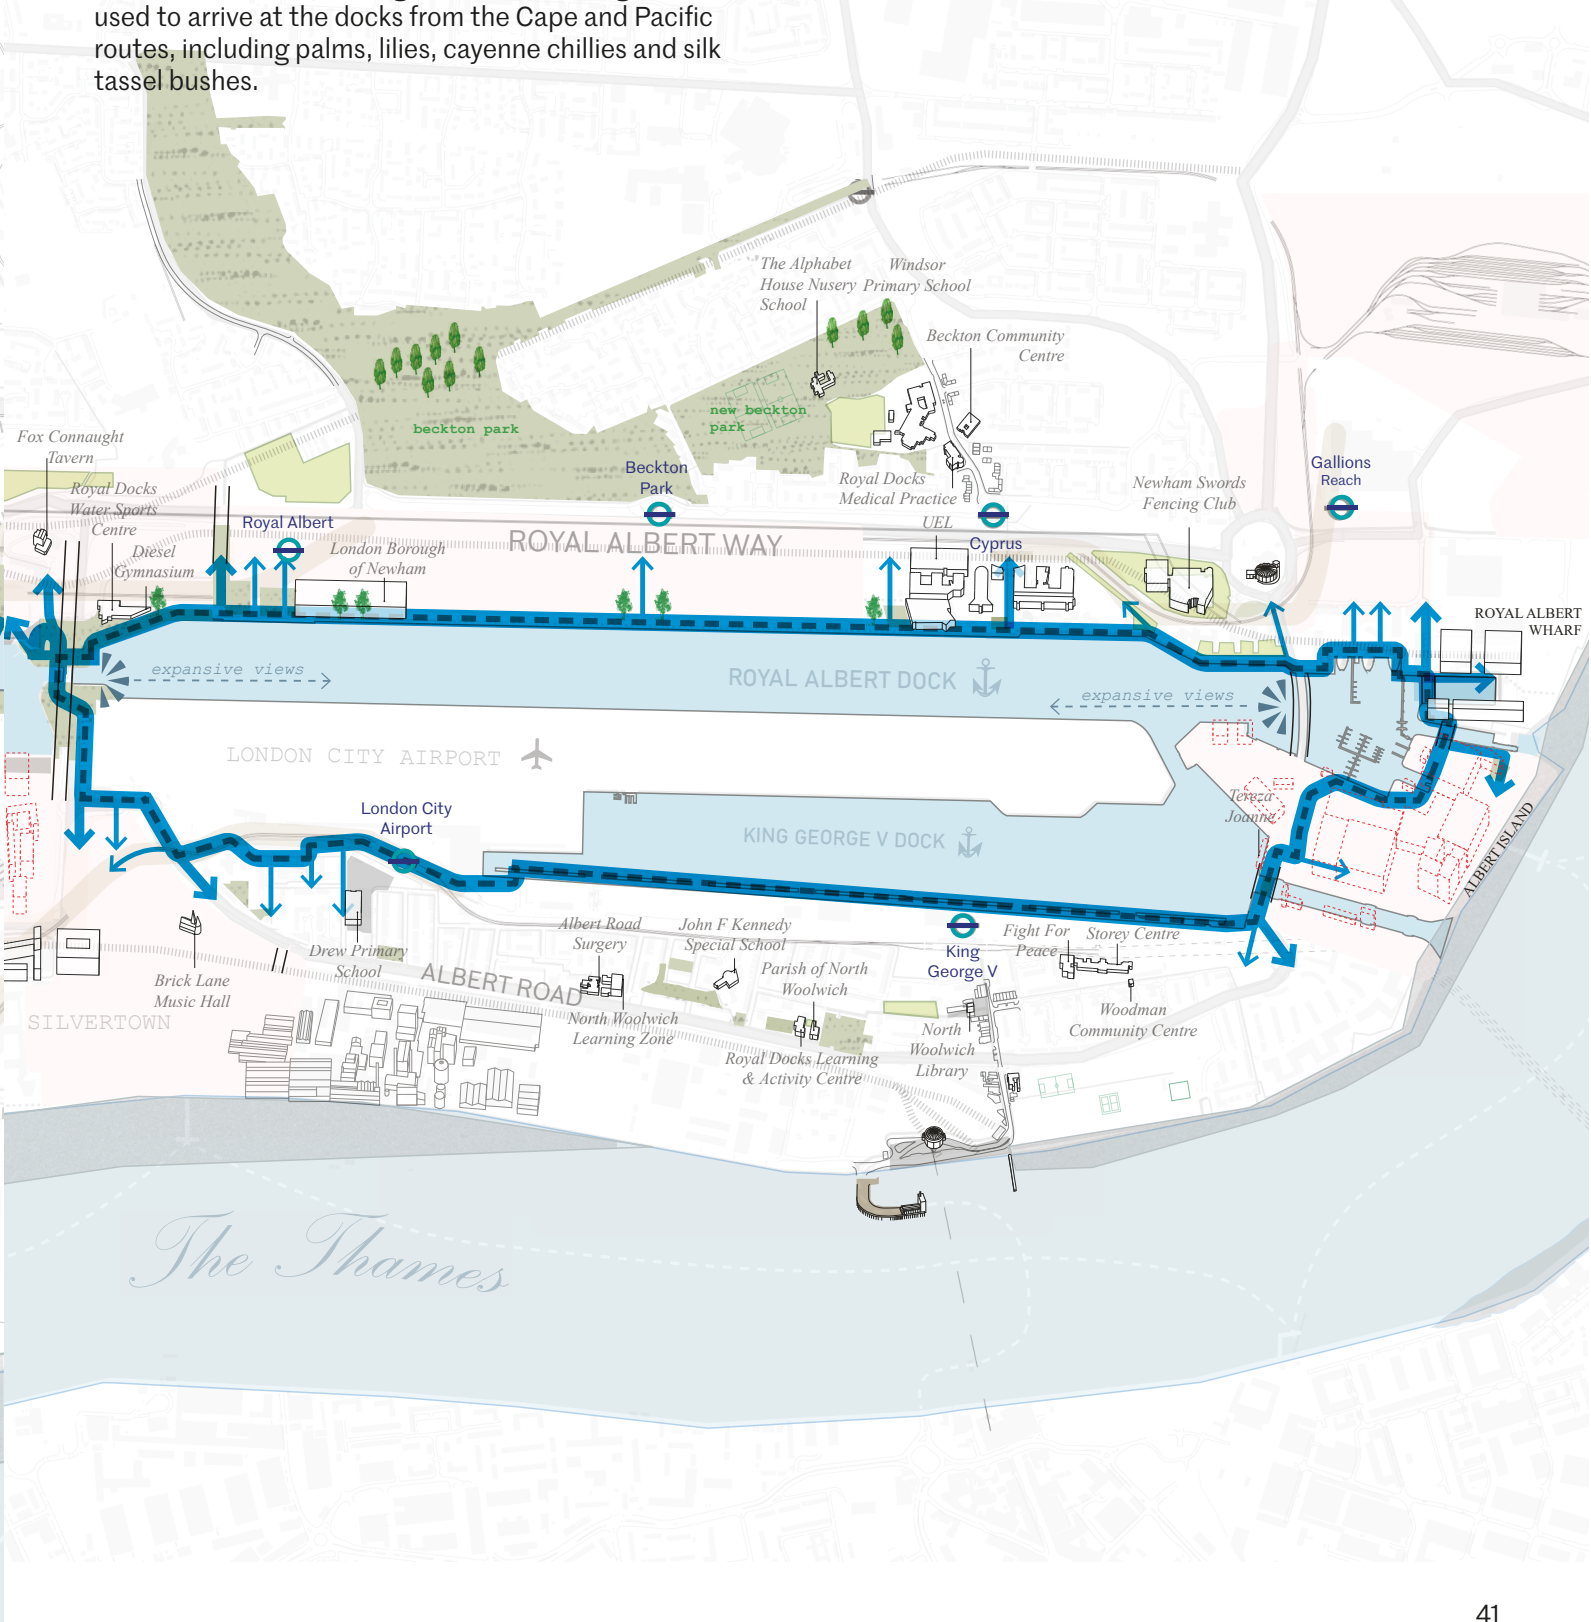 used to arrive at the docks from the Cape and Pacific
routes, including palms, lilies, cayenne chillies and silk
tassel bushes.
The Alphabet
House Nusery
School
Windsor
Primary School
Beckton Community
Centre
new beckton
park
beckton park
Fox Connaught
Tavern
Royal Docks
Water Sports
Centre
Diesel
Gymnasium
Royal Albert
London Borough
of Newham
Beckton
Park
ROYAL ALBERT WAY
Royal Docks
Medical Practice
UEL
Cyprus
Newham Swords
Fencing Club
Gallions
Reach
ROYAL ALBERT
WHARF
expansive views
ROYAL ALBERT DOCK
expansive views
LONDON CITY AIRPORT
Tereza
Joanne
London City
Airport
KING GEORGE V DOCK
ALBERT ISLAND
Drew Primary
School
Brick Lane
Music Hall
SILVERTOWN
ALBERT ROAD
Albert Road
Surgery
North Woolwich
Learning Zone
John F Kennedy
Special School
Parish of North
Woolwich
Royal Docks Learning
& Activity Centre
King
George V
North
Woolwich
Library
Fight For
Peace
Storey Centre
Woodman
Community Centre
The Thames
41